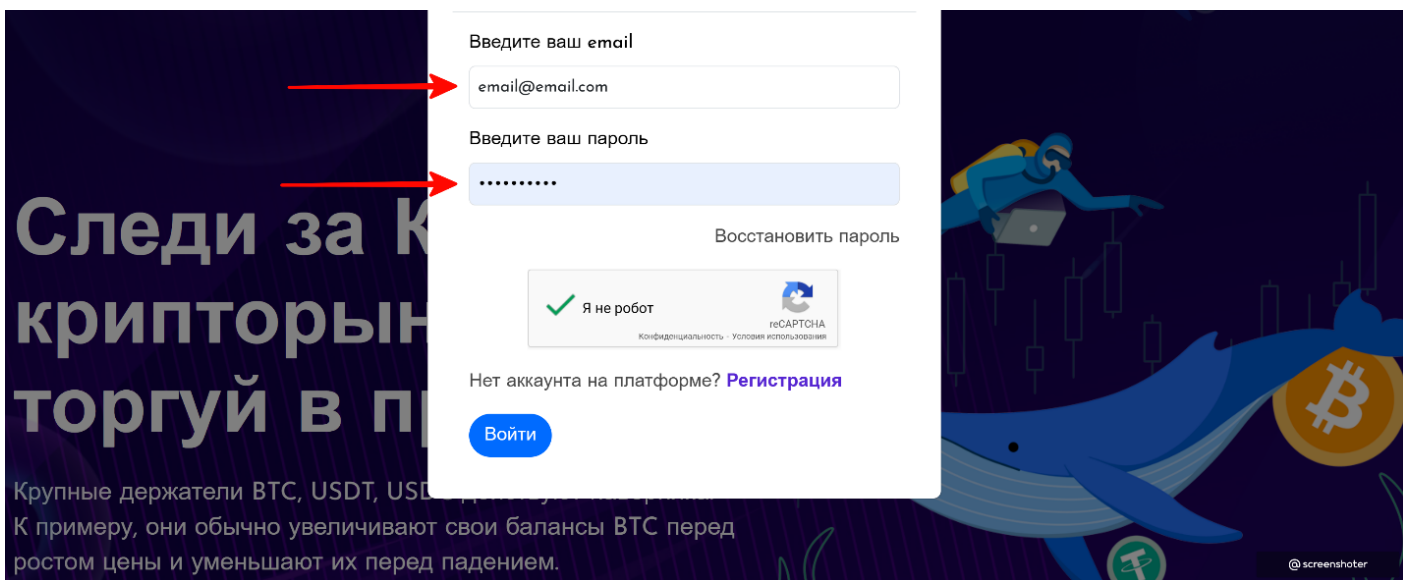 Введите ваш email
email@email.com
Введите ваш пароль
Восстановить пароль
Я не робот
reCAPTCHA
Конфиденциальность - Условия использования
Нет аккаунта на платформе? Регистрация
Войти
Следи за К
крипторын
торгуй в п
Крупные держатели BTC, USDT, USD
К примеру, они обычно увеличивают свои балансы BTC перед
ростом цены и уменьшают их перед падением.
@screenshoter